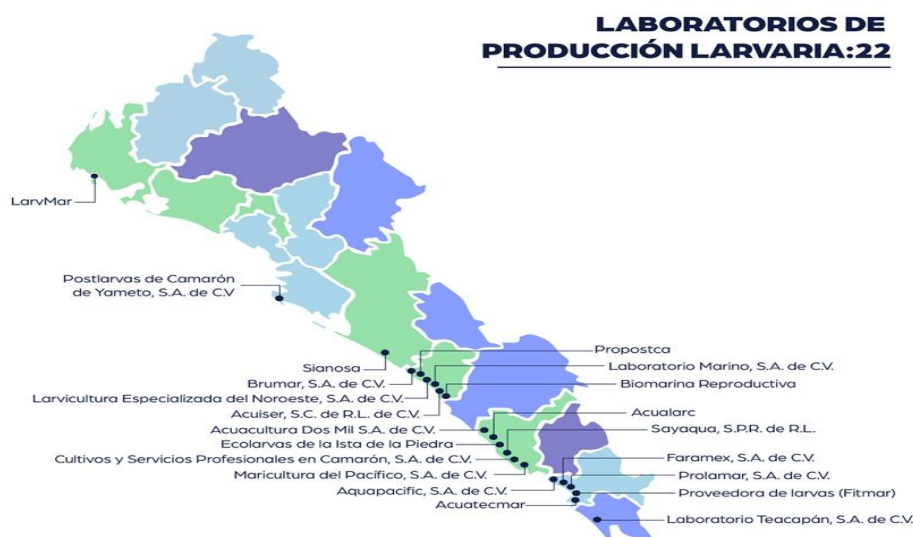 LABORATORIOS DE
PRODUCCIÓN LARVARIA:22
LarvMar
Postlarvas de Camarón
de Yameto, S.A. de C.V
Propostca
Sianosa
Laboratorio Marino, S.A. de C.V.
Brumar, S.A. de C.V.
Biomarina Reproductiva
Larvicultura Especializada del Noroeste, S.A. de C.V.
Acuiser, S.C. de R.L. de C.V.
Acualarc
Acuacultura Dos Mil S.A. de C.V.
Sayaqua, S.P.R. de R.L.
Ecolarvas de la Ista de la Piedra
Cultivos y Servicios Profesionales en Camarón, S.A. de C.V.
Faramex, S.A. de C.V.
Maricultura del Pacífico, S.A. de C.V.
Prolamar, S.A. de C.V.
Aquapacific, S.A. de C.V.
Proveedora de larvas (Fitmar)
Acuatecmar
Laboratorio Teacapán, S.A. de C.V.